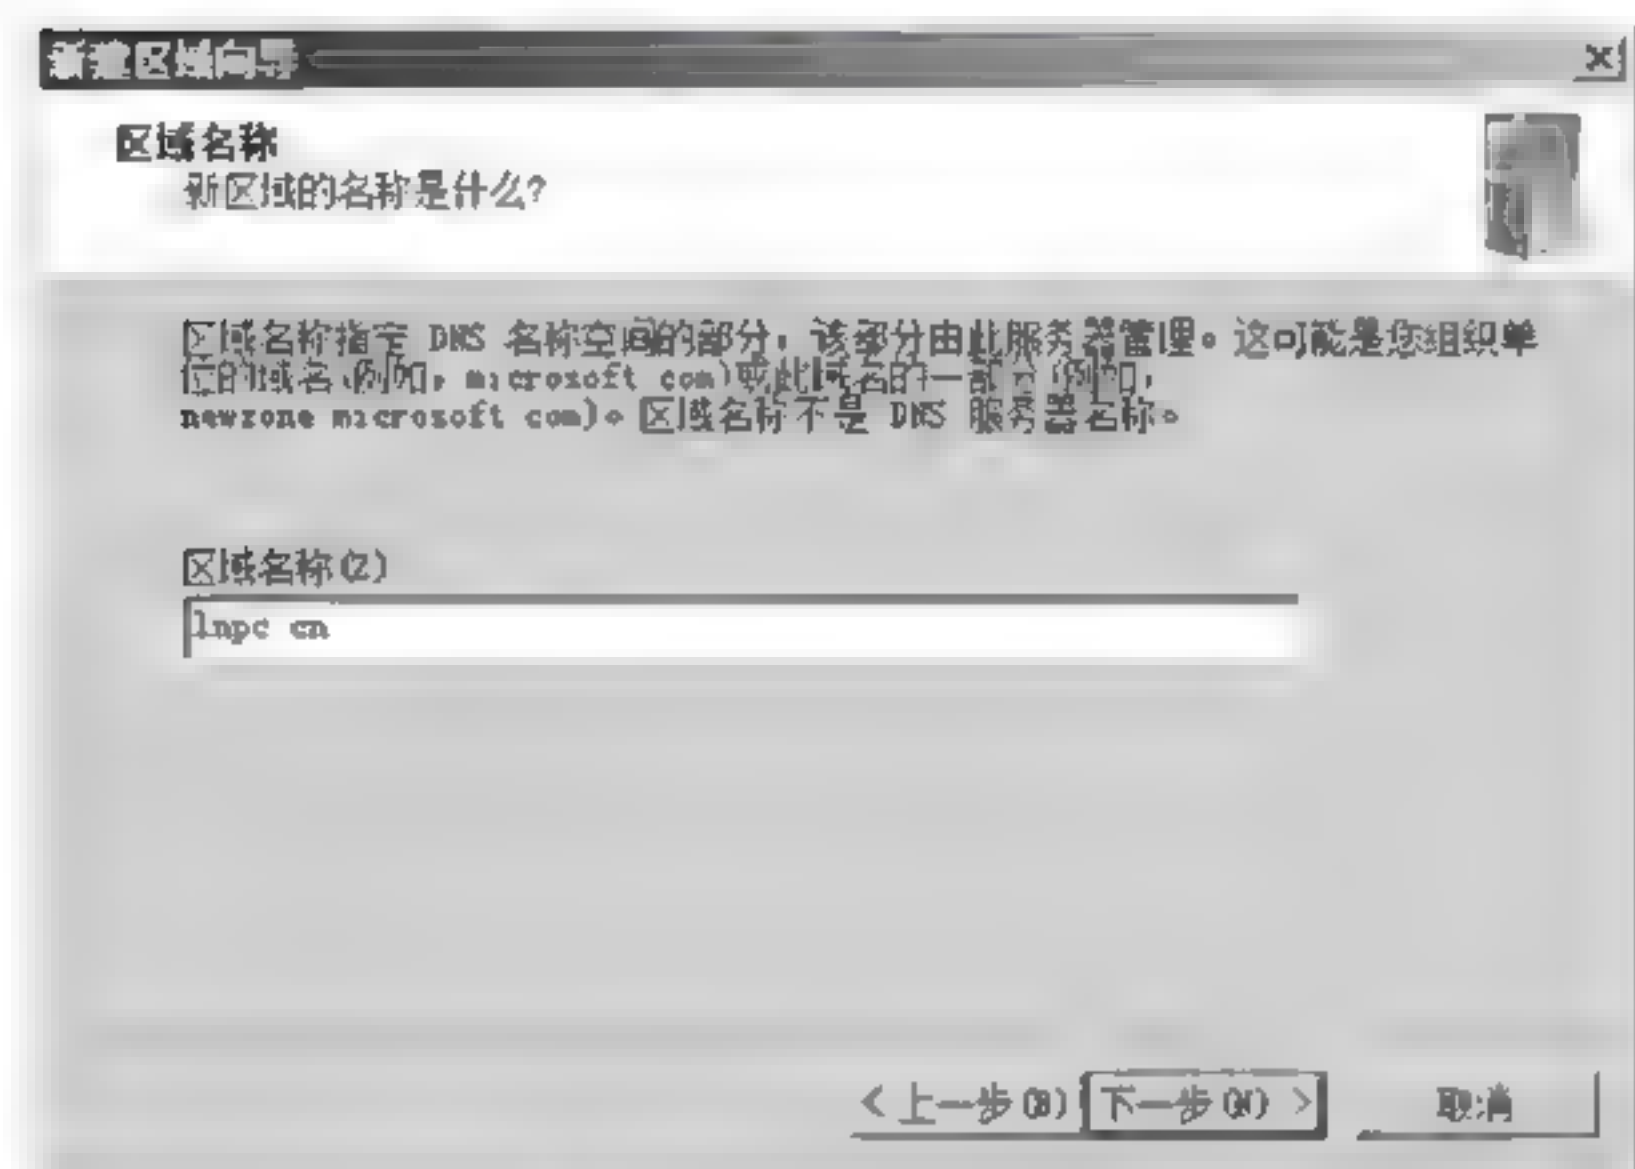 新建区域向导
区域名称
新区域的名称是什么?
区域名称指定 DNS 名称空间的部分，该部分由此服务器管理。这可能是您组织单
位的域名(例如，microsoft com)或此域名的一部分(例如，
newzone microsoft com)。区域名称不是 DNS 服务器名称。
区域名称(Z)
lnpc cn
<上一步(B) 下一步(N) > 取消